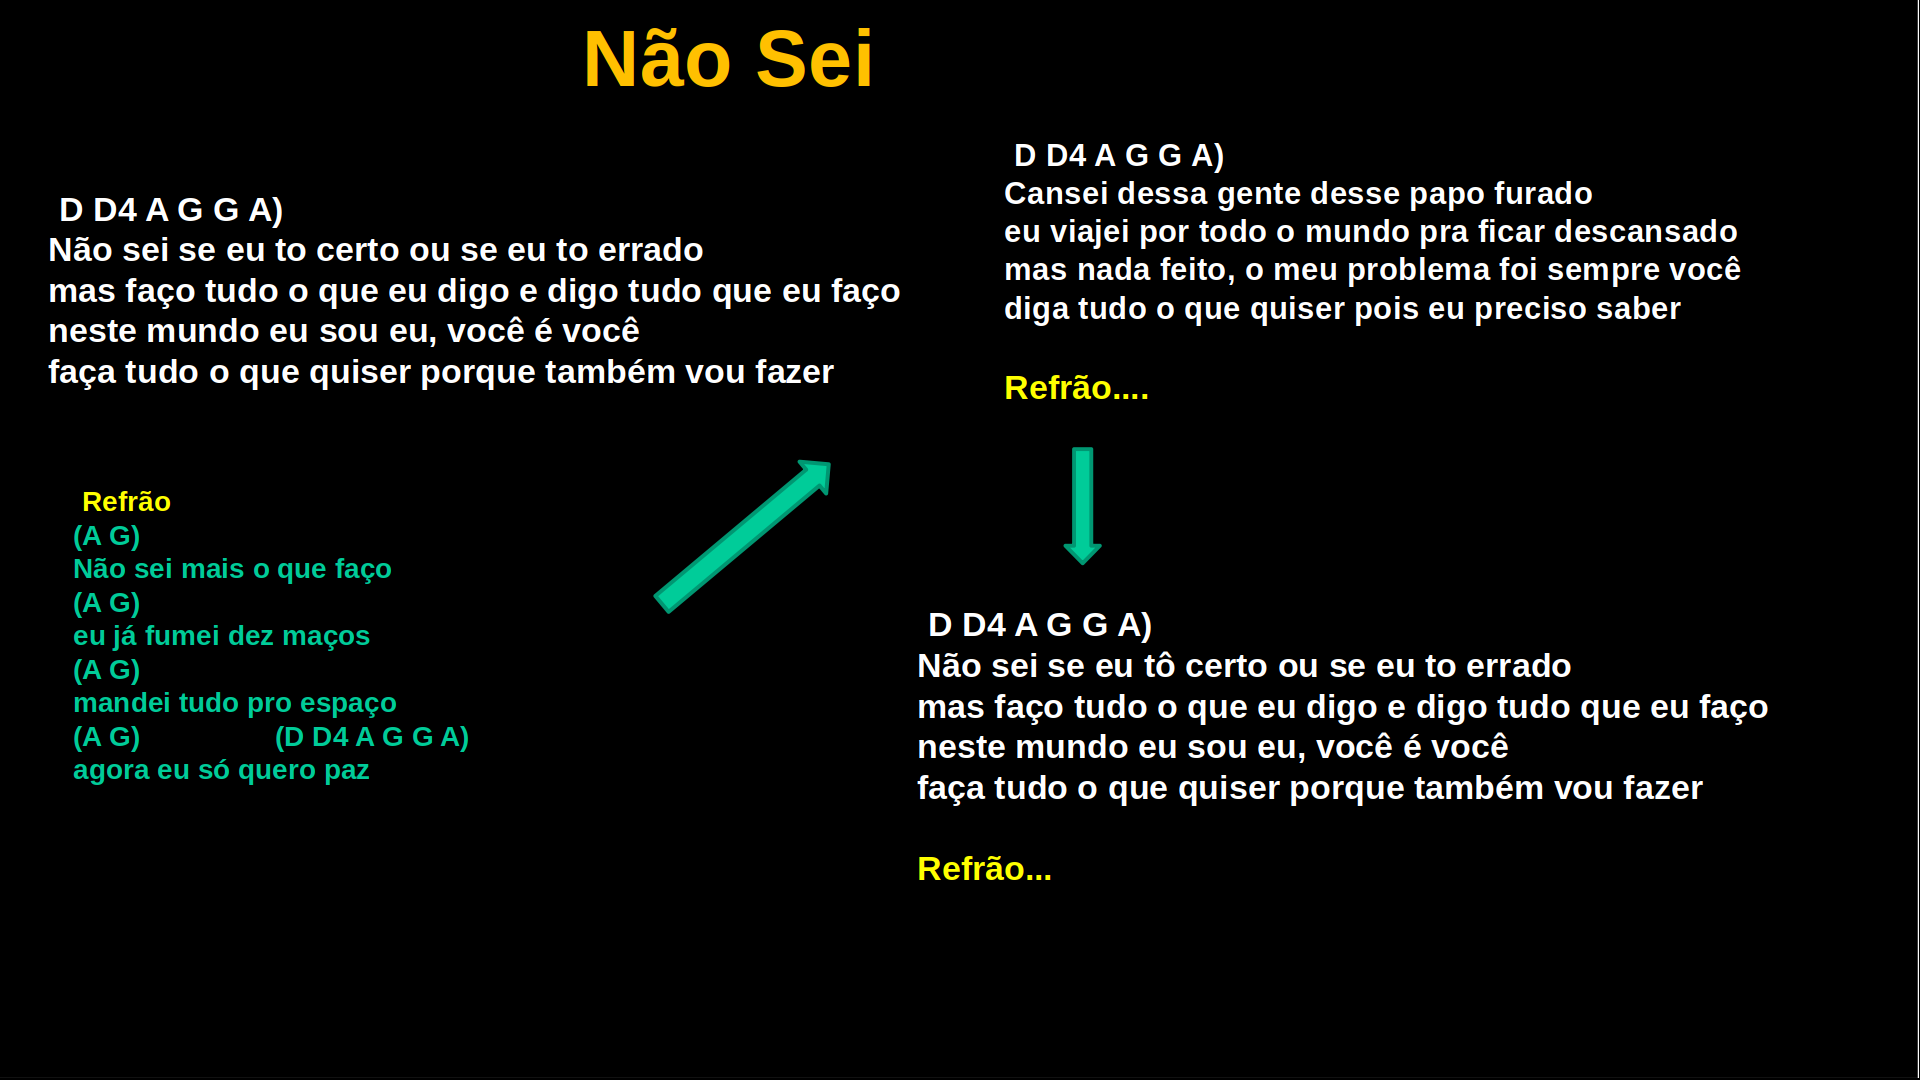 Não Sei
D D4 A G G A)
Não sei se eu to certo ou se eu to errado
mas faço tudo o que eu digo e digo tudo que eu faço
neste mundo eu sou eu, você é você
faça tudo o que quiser porque também vou fazer
Refrão
(A G)
Não sei mais o que faço
(A G)
eu já fumei dez maços
(A G)
mandei tudo pro espaço
(A G) (D D4 A G G A)
agora eu só quero paz
D D4 A G G A)
Cansei dessa gente desse papo furado
eu viajei por todo o mundo pra ficar descansado
mas nada feito, o meu problema foi sempre você
diga tudo o que quiser pois eu preciso saber
Refrão....
D D4 A G G A)
Não sei se eu tô certo ou se eu to errado
mas faço tudo o que eu digo e digo tudo que eu faço
neste mundo eu sou eu, você é você
faça tudo o que quiser porque também vou fazer
Refrão...